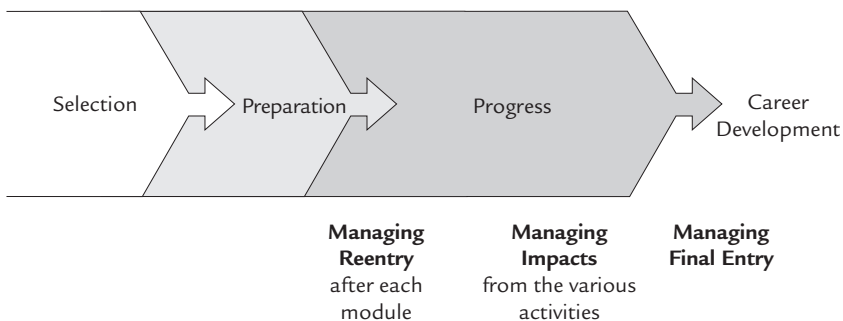 Selection
Preparation
Progress
Career
Development
Managing
Reentry
after each
module
Managing
Impacts
from the various
activities
Managing
Final Entry